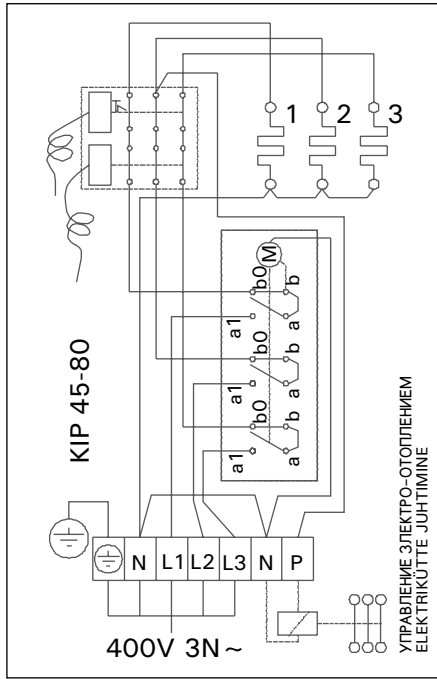 1 2 3
M
b0 b
a1 a
b0 b
a1 a
b0 b
a1 a
KIP 45-80
N L1 L2 L3 N P
400V 3N ~
УПРАВЛЕНИЕ ЗЛЕКТРО-ОТОПЛЕНИЕМ
ELEKTRIKÜTTE JUHTIMINE